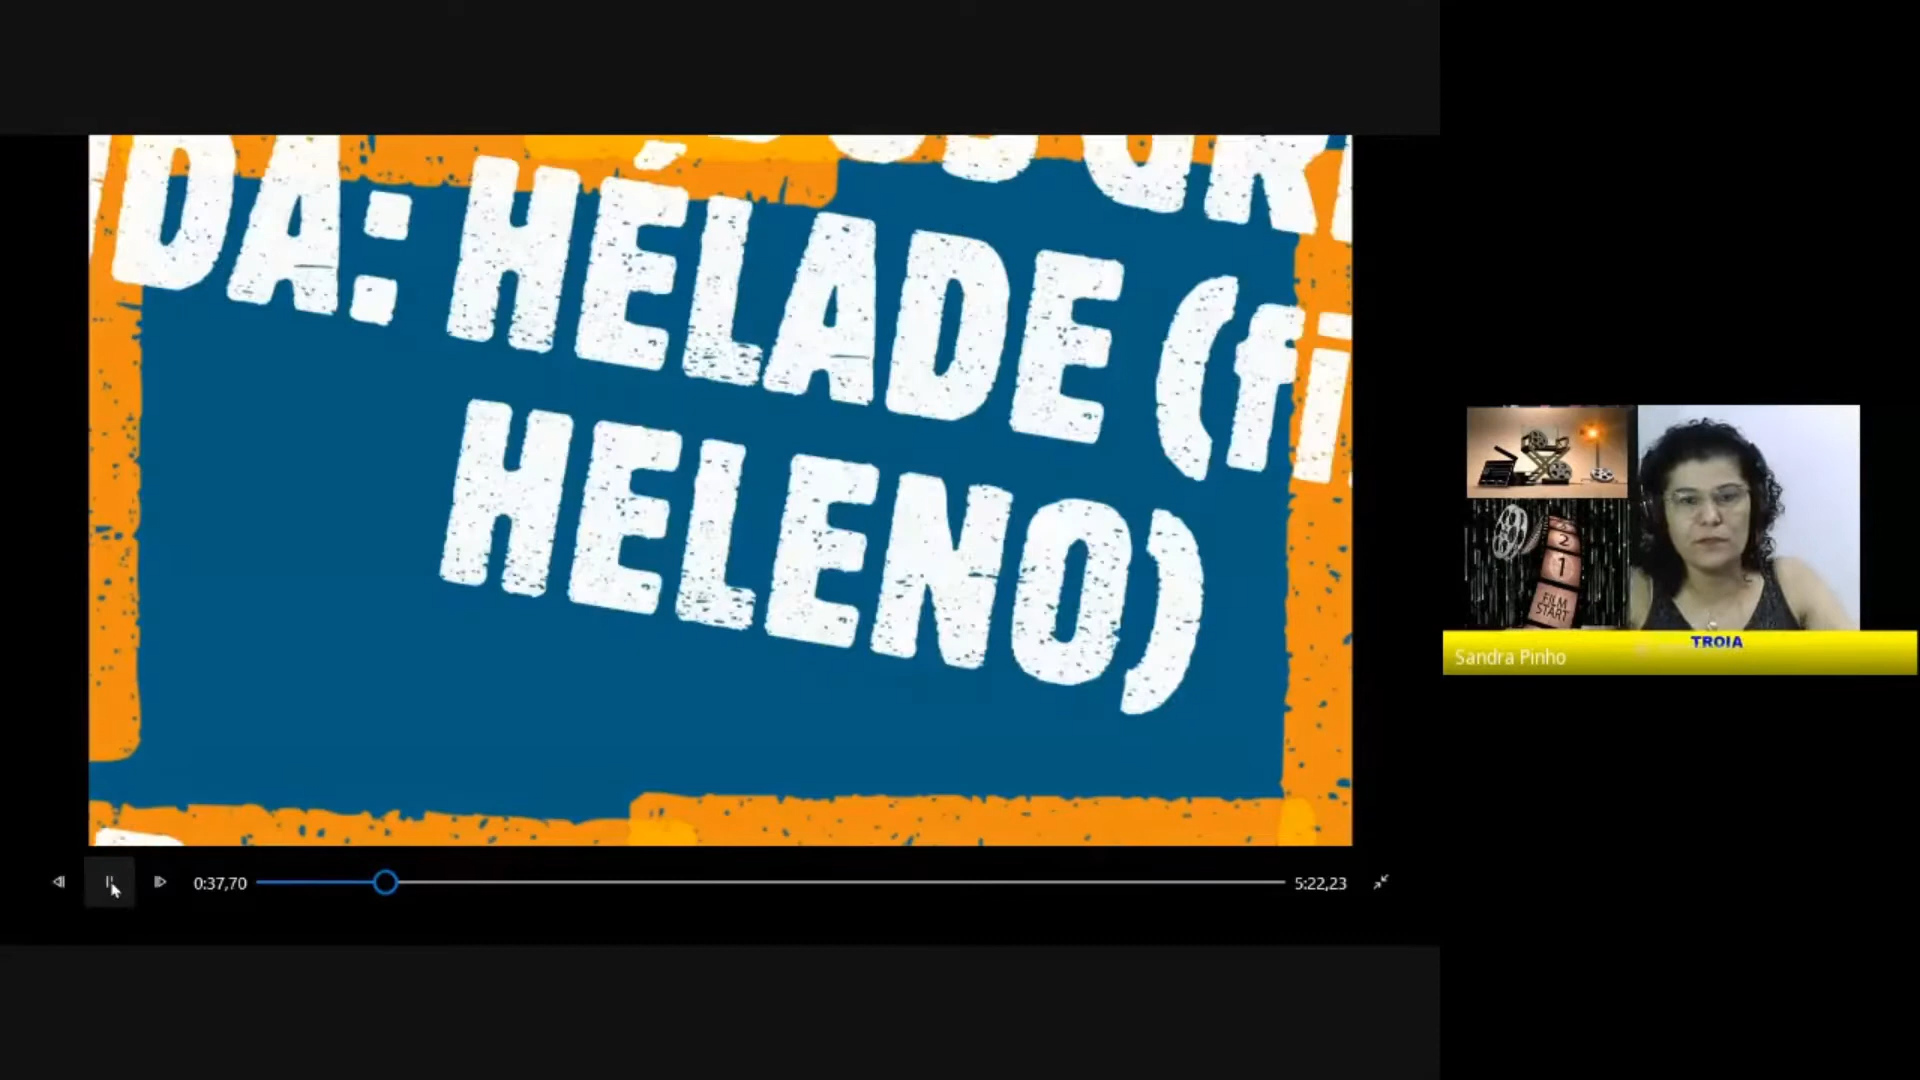 DA: HÉLADE (fi
HELENO)
0:37,70
5:22,23
2
1
FILM
START
TROIA
Sandra Pinho